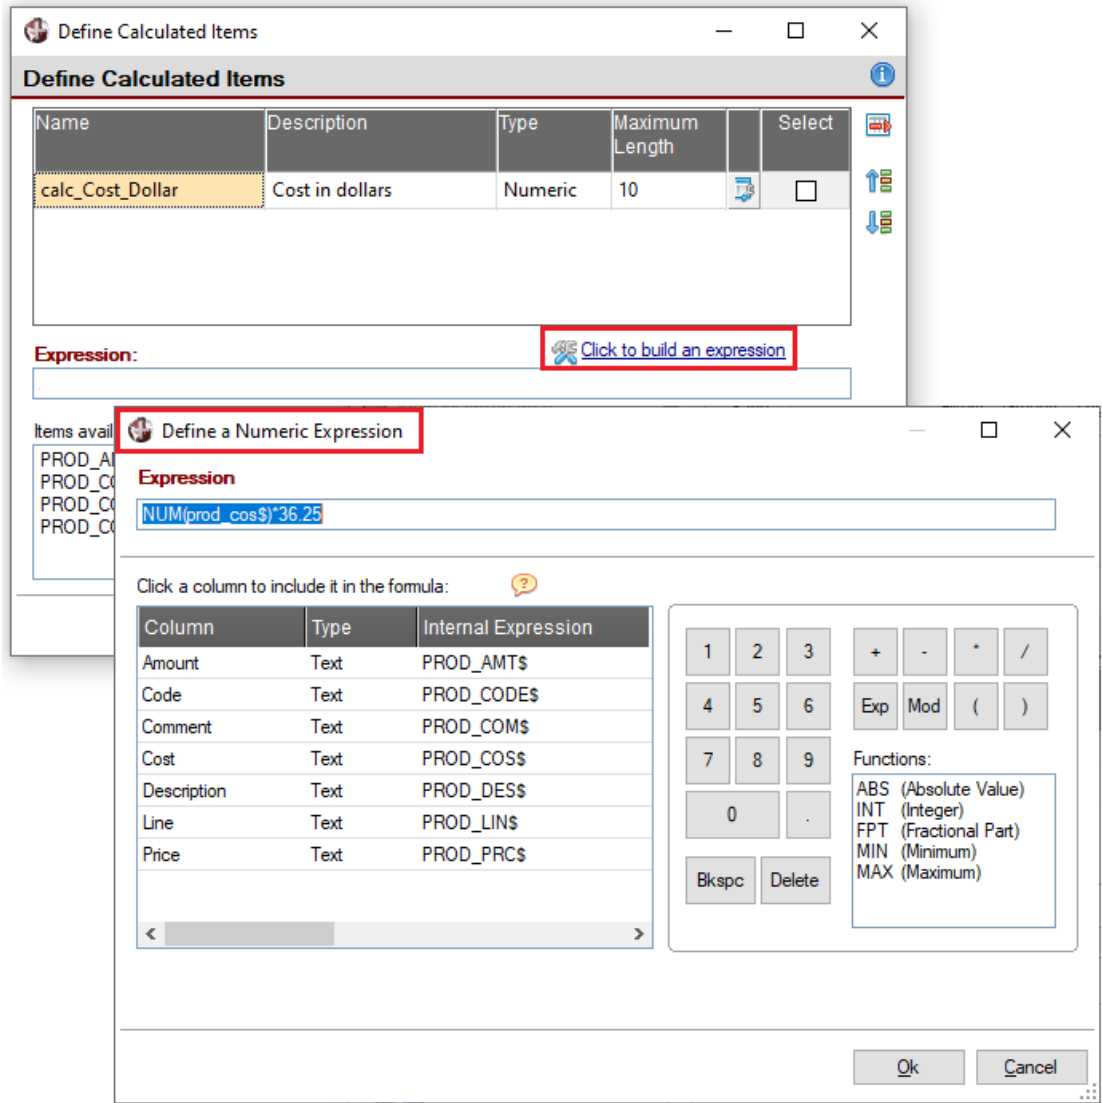 Define Calculated Items
Define Calculated Items
Name Description Type Maximum Length Select
calc_Cost_Dollar Cost in dollars Numeric 10
Click to build an expression
Expression:
Items avail
PROD_A
PROD_C
PROD_C
PROD_C
Define a Numeric Expression
Expression
NUM(prod_cos$)*36.25
Click a column to include it in the formula:
Column Type Internal Expression
Amount Text PROD_AMT$
Code Text PROD_CODE$
Comment Text PROD_COM$
Cost Text PROD_COS$
Description Text PROD_DES$
Line Text PROD_LIN$
Price Text PROD_PRC$
1 2 3 + - * /
4 5 6 Exp Mod ( )
7 8 9
0 .
Bkspc Delete
Functions:
ABS (Absolute Value)
INT (Integer)
FPT (Fractional Part)
MIN (Minimum)
MAX (Maximum)
Ok Cancel